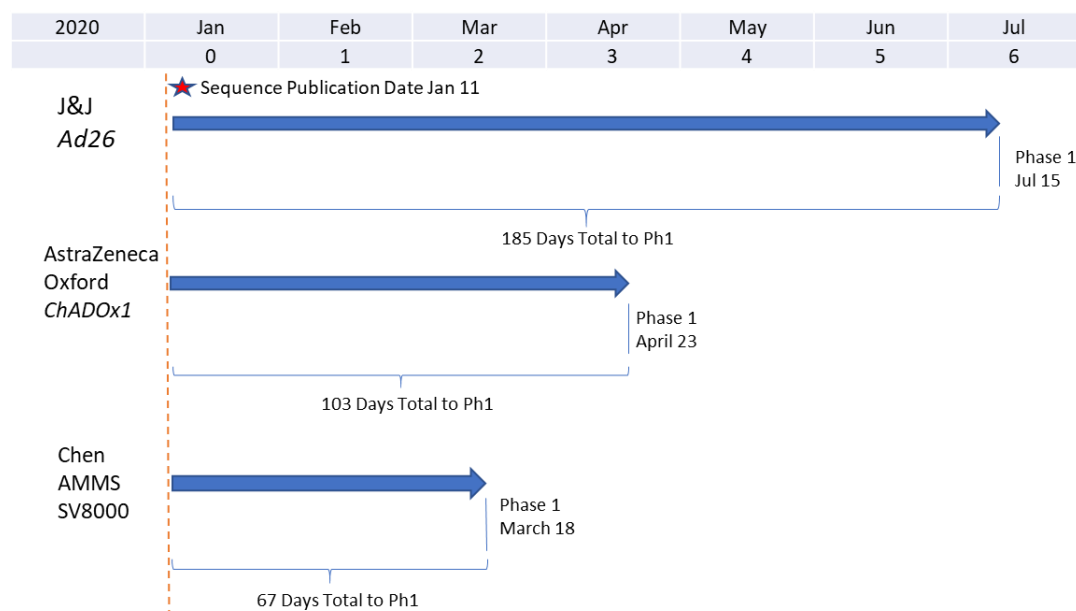 2020 Jan Feb Mar Apr May Jun Jul
0 1 2 3 4 5 6
Sequence Publication Date Jan 11
J&J
Ad26
Phase 1
Jul 15
185 Days Total to Ph1
AstraZeneca
Oxford
ChADOx1
Phase 1
April 23
103 Days Total to Ph1
Chen
AMMS
SV8000
Phase 1
March 18
67 Days Total to Ph1